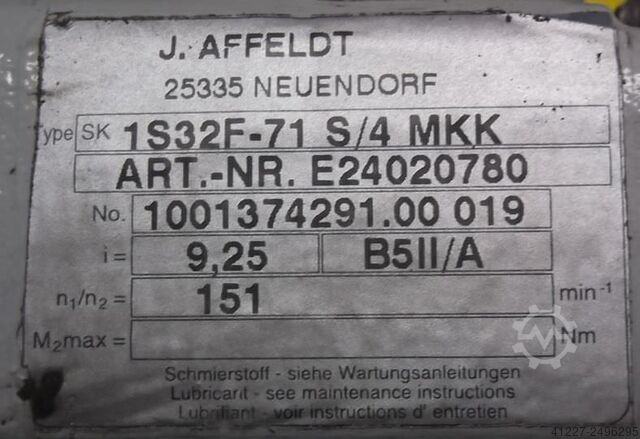 J. AFFELDT
25335 NEUENDORF
ype SK 1S32F-71 S/4 MKK
ART.-NR. E24020780
No. 1001374291.00 019
i = 9,25 B5II/A
n₁/n₂ = 151 min⁻¹
M₂max = Nm
Schmierstoff - siehe Wartungsanleitungen
Lubricant - see maintenance instructions
Lubrifiant - voir instructions d' entretien
41227-2496295